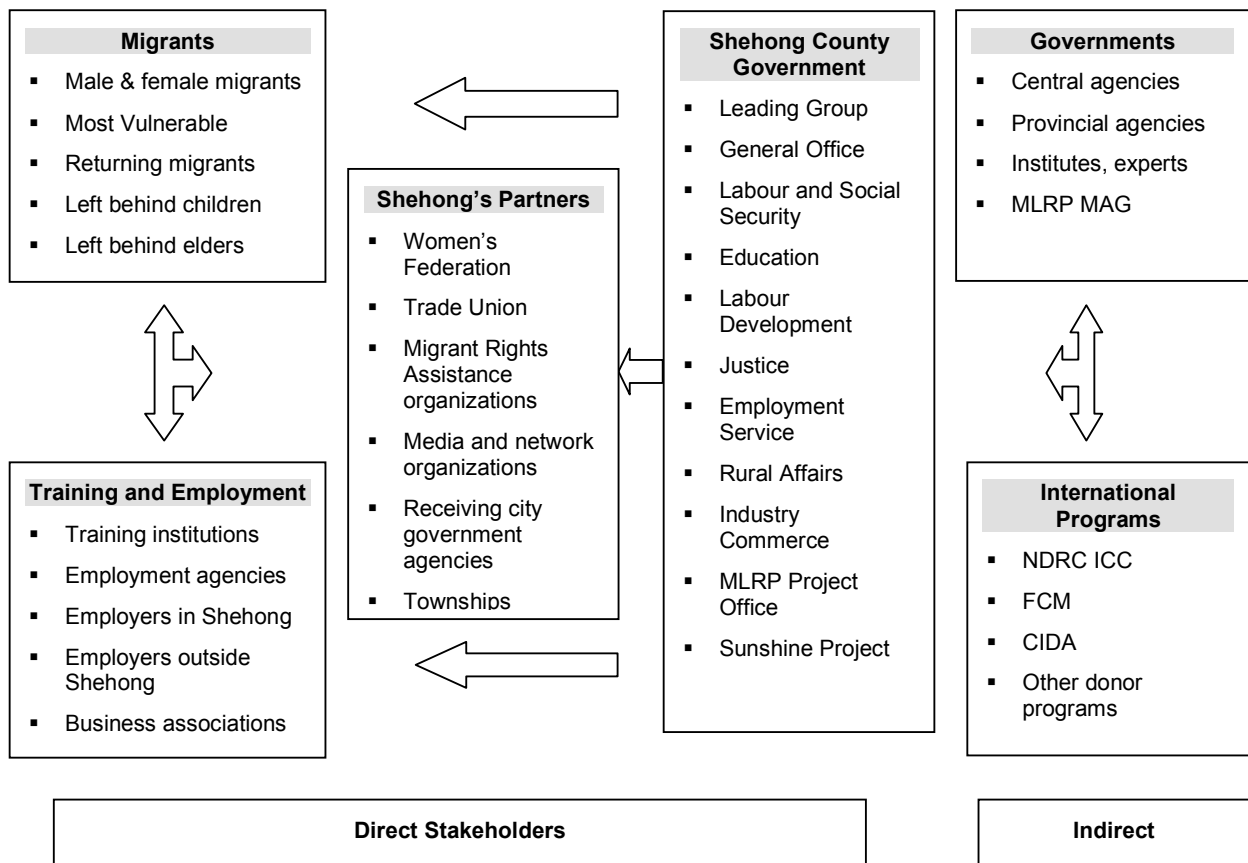 Migrants
▪ Male & female migrants
▪ Most Vulnerable
▪ Returning migrants
▪ Left behind children
▪ Left behind elders
Training and Employment
▪ Training institutions
▪ Employment agencies
▪ Employers in Shehong
▪ Employers outside
Shehong
▪ Business associations
Shehong's Partners
▪ Women's
Federation
▪ Trade Union
▪ Migrant Rights
Assistance
organizations
▪ Media and network
organizations
▪ Receiving city
government
agencies
▪ Townships
Shehong County
Government
▪ Leading Group
▪ General Office
▪ Labour and Social
Security
▪ Education
▪ Labour
Development
▪ Justice
▪ Employment
Service
▪ Rural Affairs
▪ Industry
Commerce
▪ MLRP Project
Office
▪ Sunshine Project
Governments
▪ Central agencies
▪ Provincial agencies
▪ Institutes, experts
▪ MLRP MAG
International
Programs
▪ NDRC ICC
▪ FCM
▪ CIDA
▪ Other donor
programs
Direct Stakeholders
Indirect